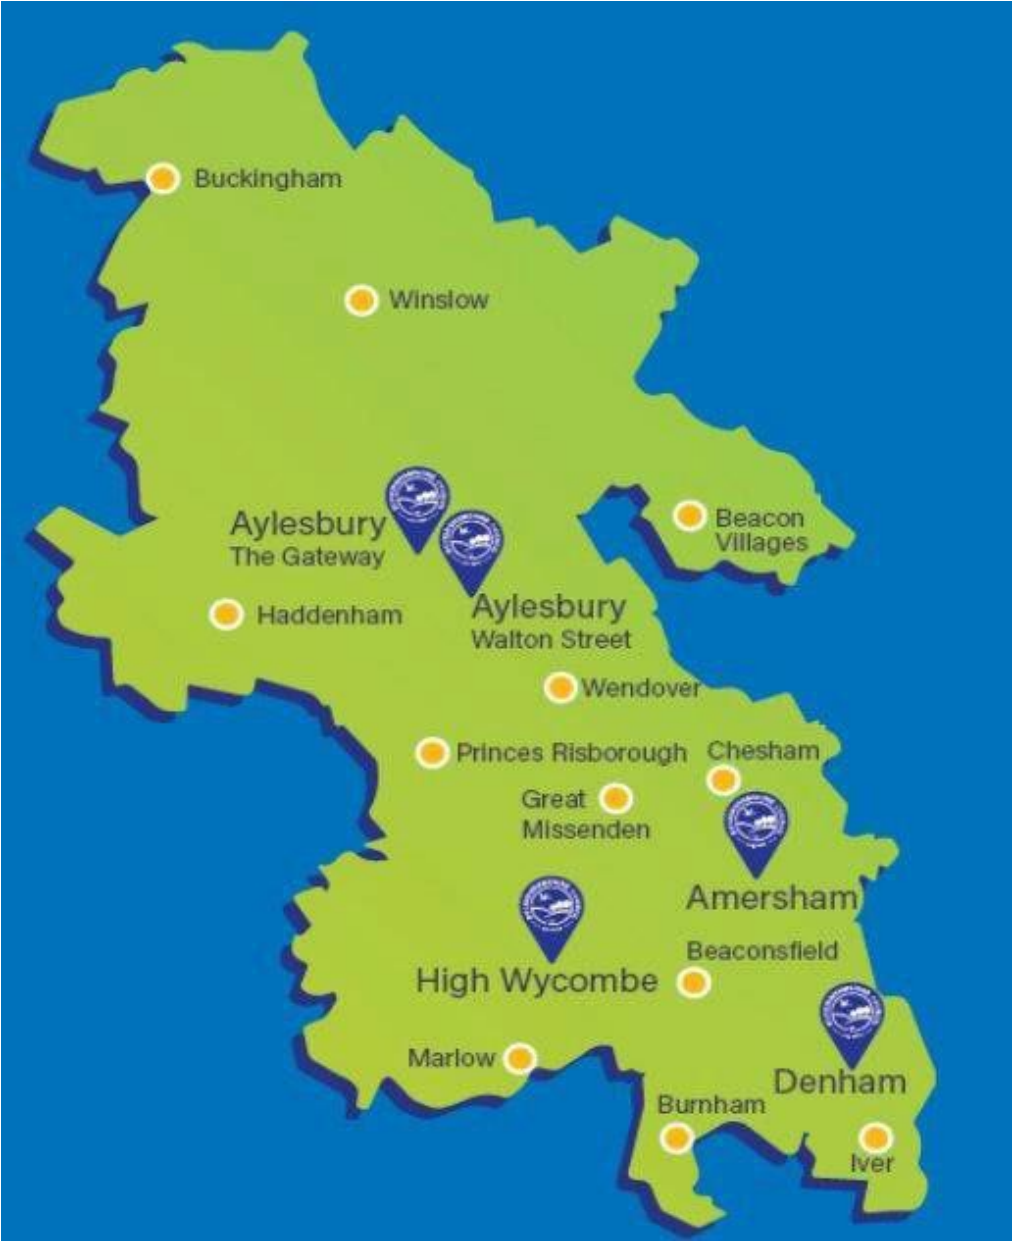 Buckingham
Winslow
Aylesbury
The Gateway
Beacon
Villages
Aylesbury
Walton Street
Haddenham
Wendover
Princes Risborough
Chesham
Great
Missenden
Amersham
High Wycombe
Beaconsfield
Marlow
Denham
Burnham
Iver